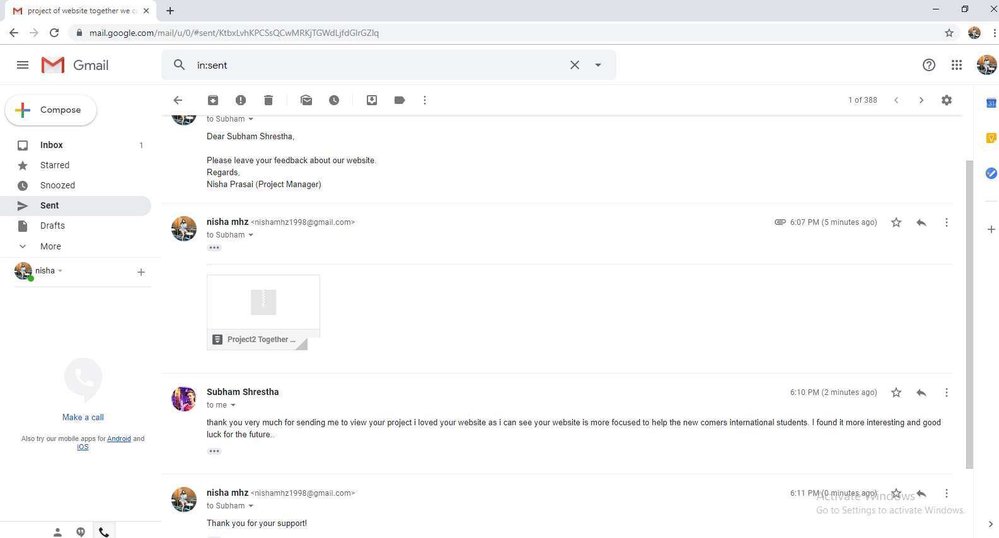 project of website together we ca
mail.google.com/mail/u/0/#sent/KtbxLvhKPCSsQCwMRKjTGWdLjfdGlrGZlq
Gmail
in:sent
Compose
1 of 388
31
Inbox 1
Starred
Snoozed
Sent
Drafts
More
nisha
Make a call
Also try our mobile apps for Android and
iOS
to Subham
Dear Subham Shrestha,
Please leave your feedback about our website.
Regards,
Nisha Prasai (Project Manager)
nisha mhz <nishamhz1998@gmail.com> 6:07 PM (5 minutes ago)
to Subham
Project2 Together ...
Subham Shrestha 6:10 PM (2 minutes ago)
to me
thank you very much for sending me to view your project i loved your website as i can see your website is more focused to help the new comers international students. I found it more interesting and good
luck for the future..
nisha mhz <nishamhz1998@gmail.com> 6:11 PM (0 minutes ago)
to Subham
Thank you for your support!
Activate Windows
Go to Settings to activate Windows.